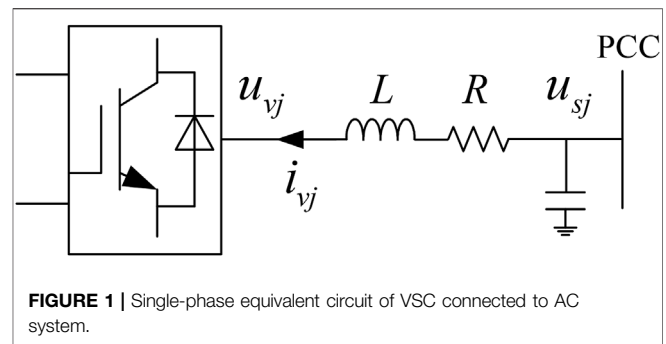 PCC
u_vj L R u_sj
i_vj
FIGURE 1 | Single-phase equivalent circuit of VSC connected to AC
system.